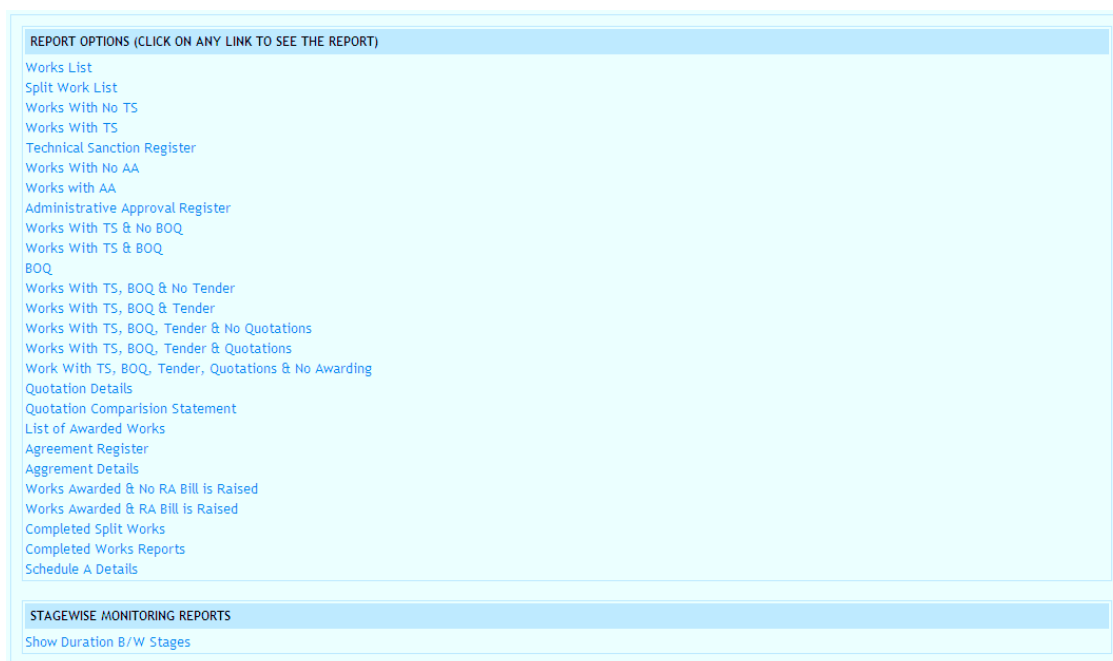 REPORT OPTIONS (CLICK ON ANY LINK TO SEE THE REPORT)
Works List
Split Work List
Works With No TS
Works With TS
Technical Sanction Register
Works With No AA
Works with AA
Administrative Approval Register
Works With TS & No BOQ
Works With TS & BOQ
BOQ
Works With TS, BOQ & No Tender
Works With TS, BOQ & Tender
Works With TS, BOQ, Tender & No Quotations
Works With TS, BOQ, Tender & Quotations
Work With TS, BOQ, Tender, Quotations & No Awarding
Quotation Details
Quotation Comparision Statement
List of Awarded Works
Agreement Register
Aggrement Details
Works Awarded & No RA Bill is Raised
Works Awarded & RA Bill is Raised
Completed Split Works
Completed Works Reports
Schedule A Details
STAGEWISE MONITORING REPORTS
Show Duration B/W Stages